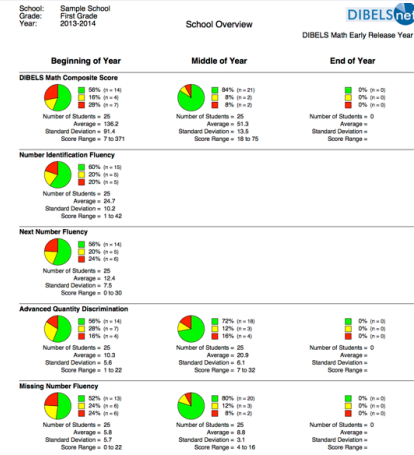 School: Sample School
Grade: First Grade
Year: 2013-2014
School Overview
DIBELSnet
DIBELS Math Early Release Year
Beginning of Year Middle of Year End of Year
DIBELS Math Composite Score
56% (n = 14) 84% (n = 21) 0% (n = 0)
16% (n = 4) 8% (n = 2) 0% (n = 0)
28% (n = 7) 8% (n = 2) 0% (n = 0)
Number of Students = 25 Number of Students = 25 Number of Students = 0
Average = 136.2 Average = 51.3 Average =
Standard Deviation = 91.4 Standard Deviation = 13.5 Standard Deviation =
Score Range = 7 to 371 Score Range = 18 to 75 Score Range =
Number Identification Fluency
60% (n = 15)
20% (n = 5)
20% (n = 5)
Number of Students = 25
Average = 24.7
Standard Deviation = 10.2
Score Range = 1 to 42
Next Number Fluency
56% (n = 14)
20% (n = 5)
24% (n = 6)
Number of Students = 25
Average = 12.4
Standard Deviation = 7.5
Score Range = 0 to 30
Advanced Quantity Discrimination
56% (n = 14) 72% (n = 18) 0% (n = 0)
28% (n = 7) 12% (n = 3) 0% (n = 0)
16% (n = 4) 16% (n = 4) 0% (n = 0)
Number of Students = 25 Number of Students = 25 Number of Students = 0
Average = 10.3 Average = 20.9 Average =
Standard Deviation = 5.6 Standard Deviation = 6.1 Standard Deviation =
Score Range = 1 to 22 Score Range = 7 to 32 Score Range =
Missing Number Fluency
52% (n = 13) 80% (n = 20) 0% (n = 0)
24% (n = 6) 12% (n = 3) 0% (n = 0)
24% (n = 6) 8% (n = 2) 0% (n = 0)
Number of Students = 25 Number of Students = 25 Number of Students = 0
Average = 5.8 Average = 8.8 Average =
Standard Deviation = 5.7 Standard Deviation = 3.1 Standard Deviation =
Score Range = 0 to 22 Score Range = 4 to 16 Score Range =